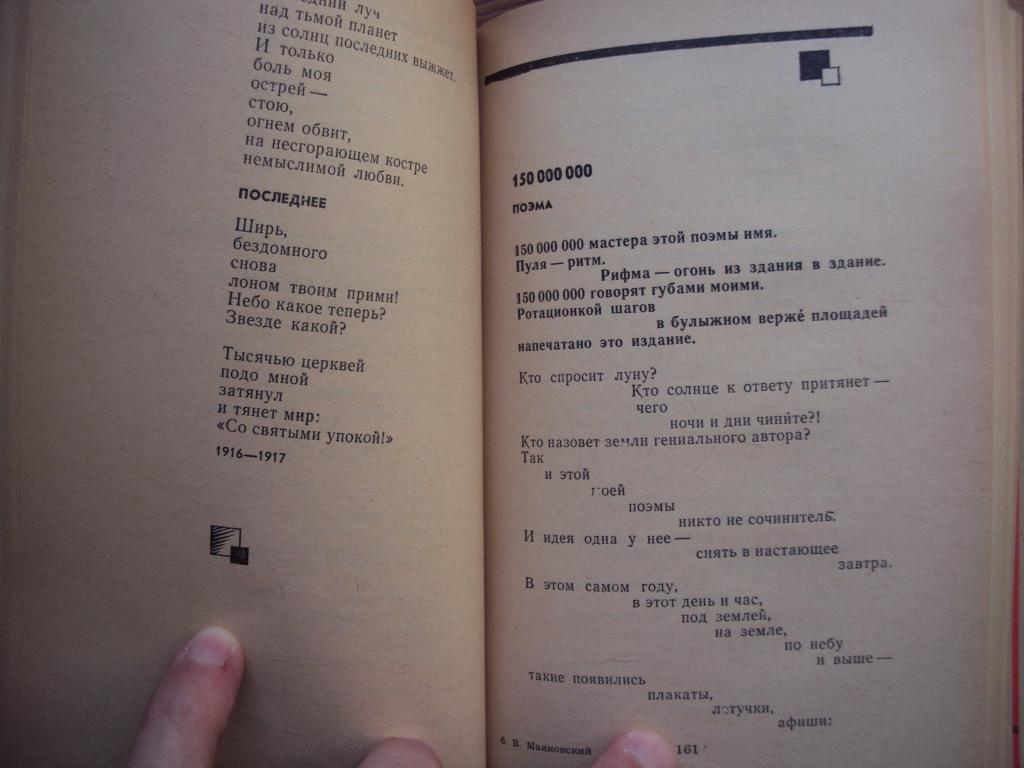 луч
над тьмой планет
из солнц последних выжжет.
И только
боль моя
острей —
стою,
огнем обвит,
на несгорающем костре
немыслимой любви.
ПОСЛЕДНЕЕ
Ширь,
бездомного
снова
лоном твоим прими!
Небо какое теперь?
Звезде какой?
Тысячью церквей
подо мной
затянул
и тянет мир:
«Со святыми упокой!»
1916—1917
150 000 000
ПОЭМА
150 000 000 мастера этой поэмы имя.
Пуля — ритм.
Рифма — огонь из здания в здание.
150 000 000 говорят губами моими.
Ротационкой шагов
в булыжном верже́ площадей
напечатано это издание.
Кто спросит луну?
Кто солнце к ответу притянет —
чего
ночи и дни чини́те?!
Кто назовет земли гениального автора?
Так
и этой
моей
поэмы
никто не сочинитель.
И идея одна у нее —
сиять в настающее
завтра.
В этом самом году,
в этот день и час,
под землей,
на земле,
по небу
и выше —
такие появились
плакаты,
летучки,
афиши:
6. В. Маяковский
161